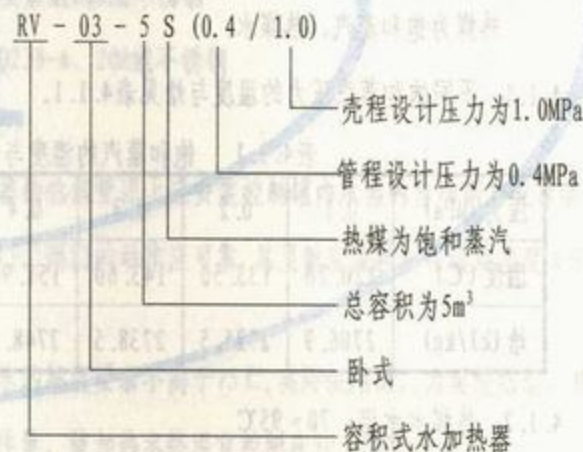 RV-03-5 S (0.4 / 1.0)
壳程设计压力为1.0MPa
管程设计压力为0.4MPa
热媒为饱和蒸汽
总容积为5m³
卧式
容积式水加热器